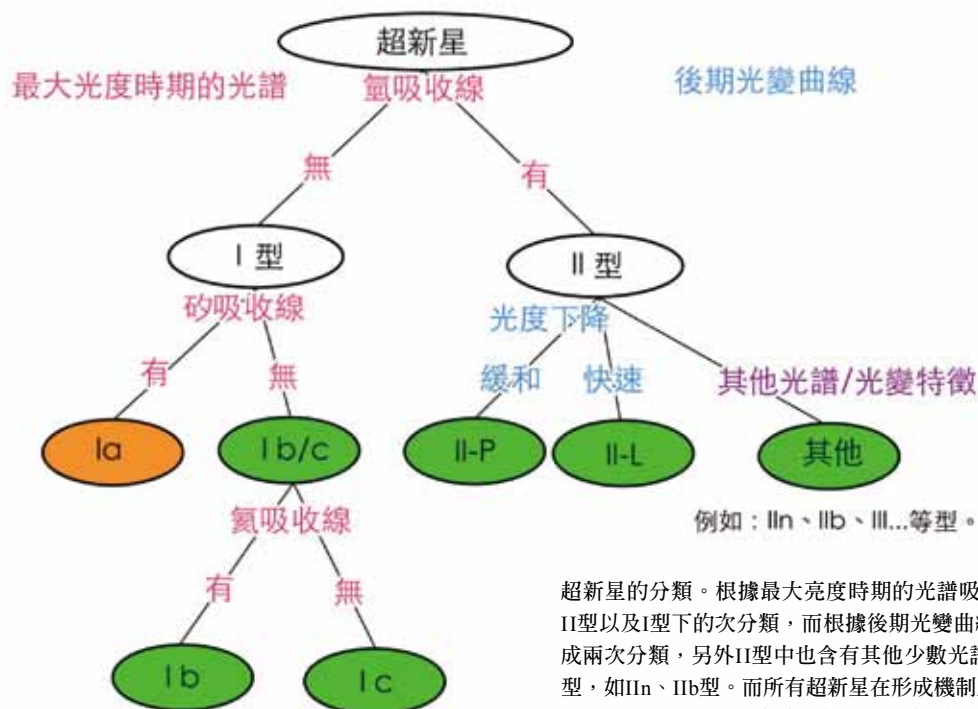 超新星
最大光度時期的光譜 氫吸收線 後期光變曲線
無 有
I 型 II 型
矽吸收線 光度下降
有 無 緩和 快速 其他光譜/光變特徵
Ia I b/c II-P II-L 其他
氦吸收線 例如：IIn、IIb、III...等型。
有 無
I b I c
超新星的分類。根據最大亮度時期的光譜吸
II型以及I型下的次分類，而根據後期光變曲
成兩次分類，另外II型中也含有其他少數光譜
型，如IIn、IIb型。而所有超新星在形成機制